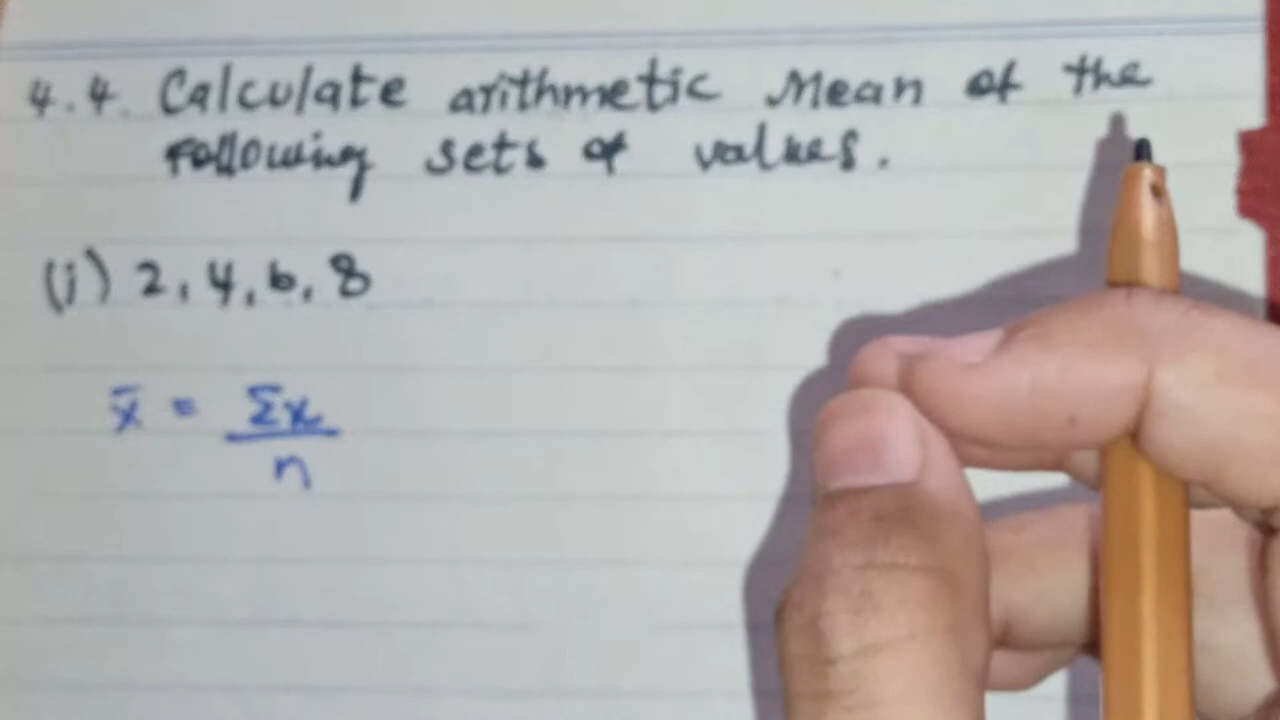 4.4. Calculate arithmetic Mean of the
following sets of values.
(i) 2, 4, 6, 8
x̄ = Σx
n